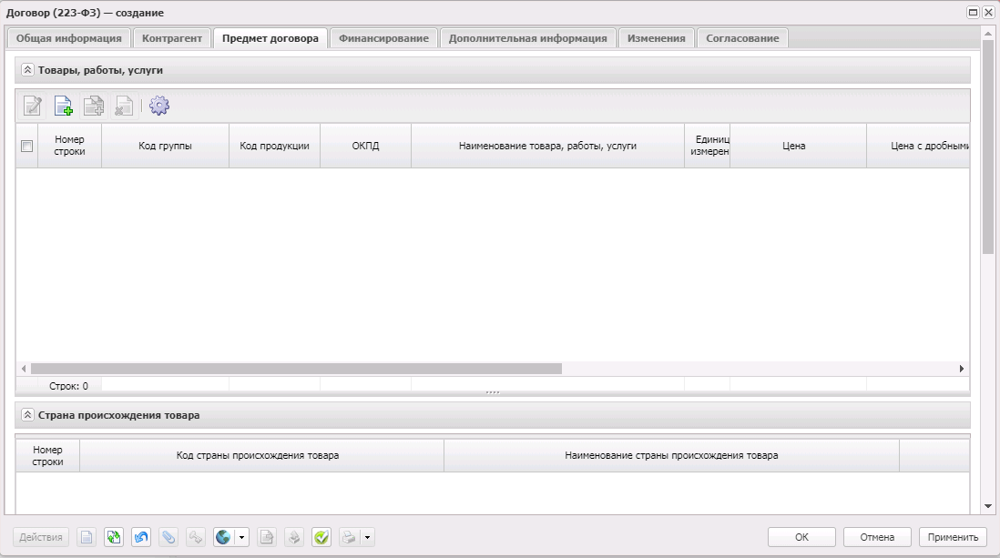 Договор (223-ФЗ) — создание
Общая информация Контрагент Предмет договора Финансирование Дополнительная информация Изменения Согласование
Товары, работы, услуги
Номер строки Код группы Код продукции ОКПД Наименование товара, работы, услуги Единиц измерен Цена Цена с дробными
Строк: 0
Страна происхождения товара
Номер строки Код страны происхождения товара Наименование страны происхождения товара
Действия ОК Отмена Применить